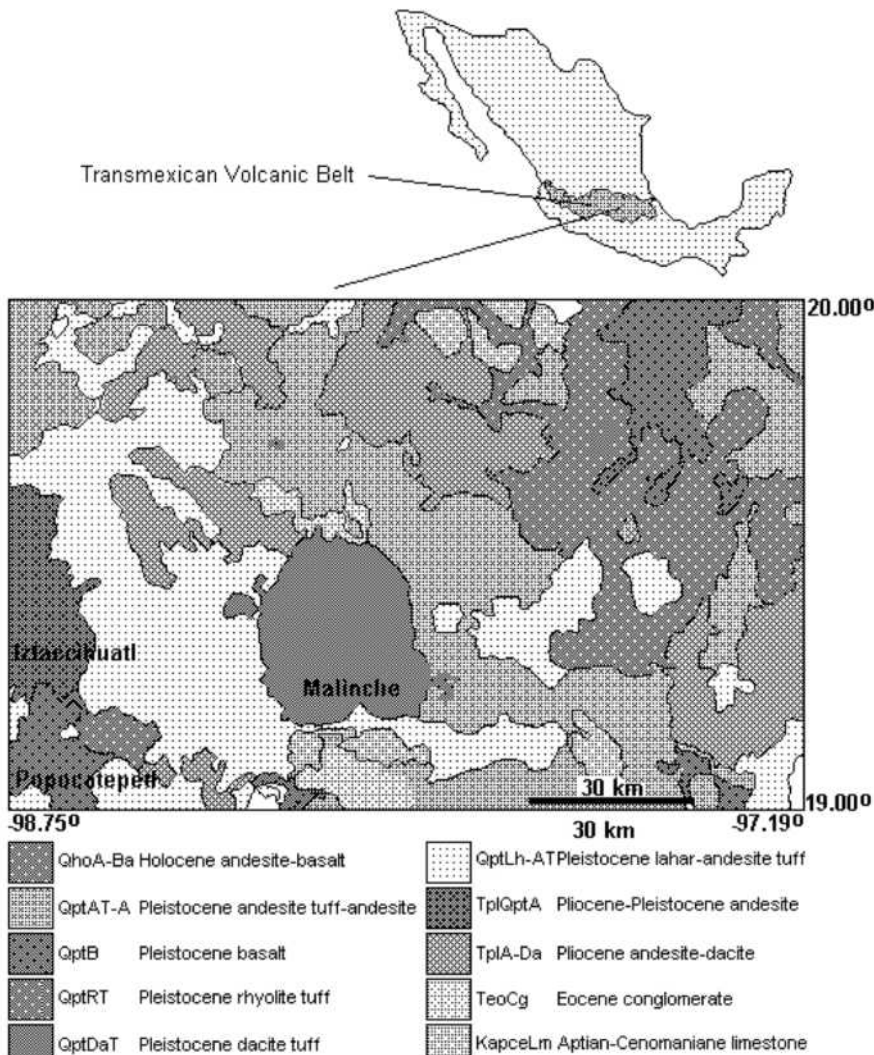 Transmexican Volcanic Belt
20.00º
Iztaccihuatl
Malinche
Popocatepetl
30 km
19.00º
-98.75º
30 km
-97.19º
QhoA-Ba Holocene andesite-basalt
QptLh-AT Pleistocene lahar-andesite tuff
QptAT-A Pleistocene andesite tuff-andesite
TplQptA Pliocene-Pleistocene andesite
QptB Pleistocene basalt
TplA-Da Pliocene andesite-dacite
QptRT Pleistocene rhyolite tuff
TeoCg Eocene conglomerate
QptDaT Pleistocene dacite tuff
KapceLm Aptian-Cenomaniane limestone